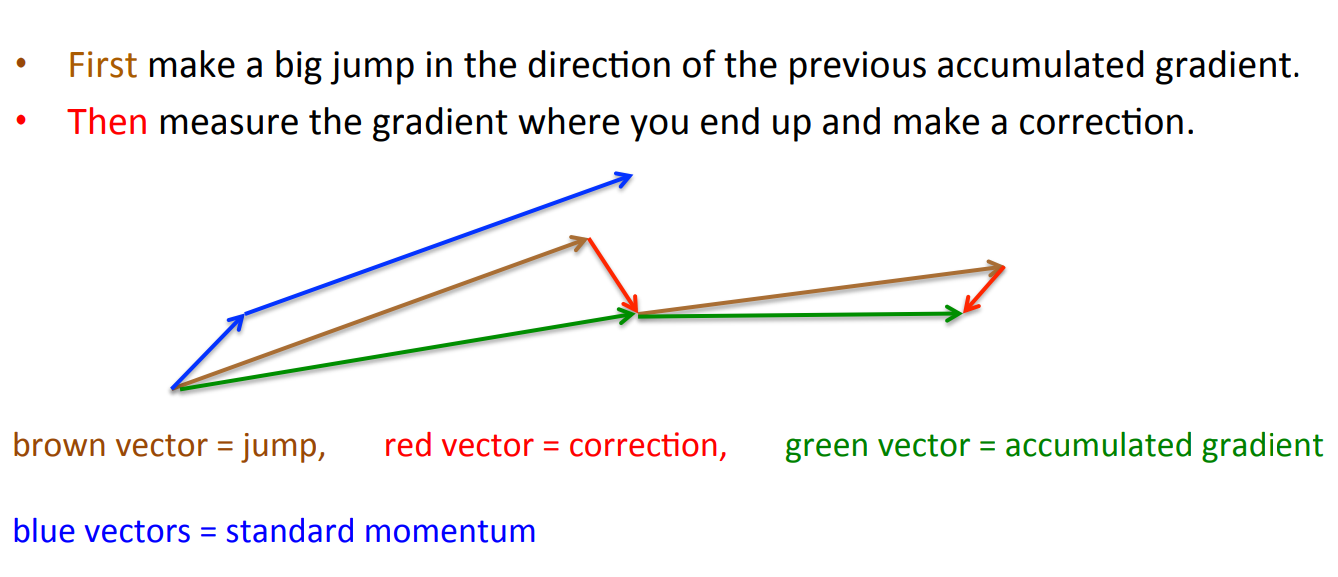 • First make a big jump in the direction of the previous accumulated gradient.
• Then measure the gradient where you end up and make a correction.
brown vector = jump, red vector = correction, green vector = accumulated gradient
blue vectors = standard momentum